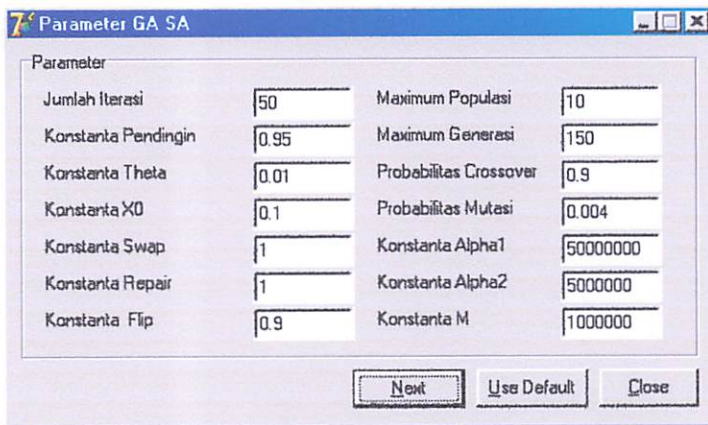 Parameter GA SA
Parameter
Jumlah Iterasi 50 Maximum Populasi 10
Konstanta Pendingin 0.95 Maximum Generasi 150
Konstanta Theta 0.01 Probabilitas Crossover 0.9
Konstanta X0 0.1 Probabilitas Mutasi 0.004
Konstanta Swap 1 Konstanta Alpha1 50000000
Konstanta Repair 1 Konstanta Alpha2 5000000
Konstanta Flip 0.9 Konstanta M 1000000
Next Use Default Close